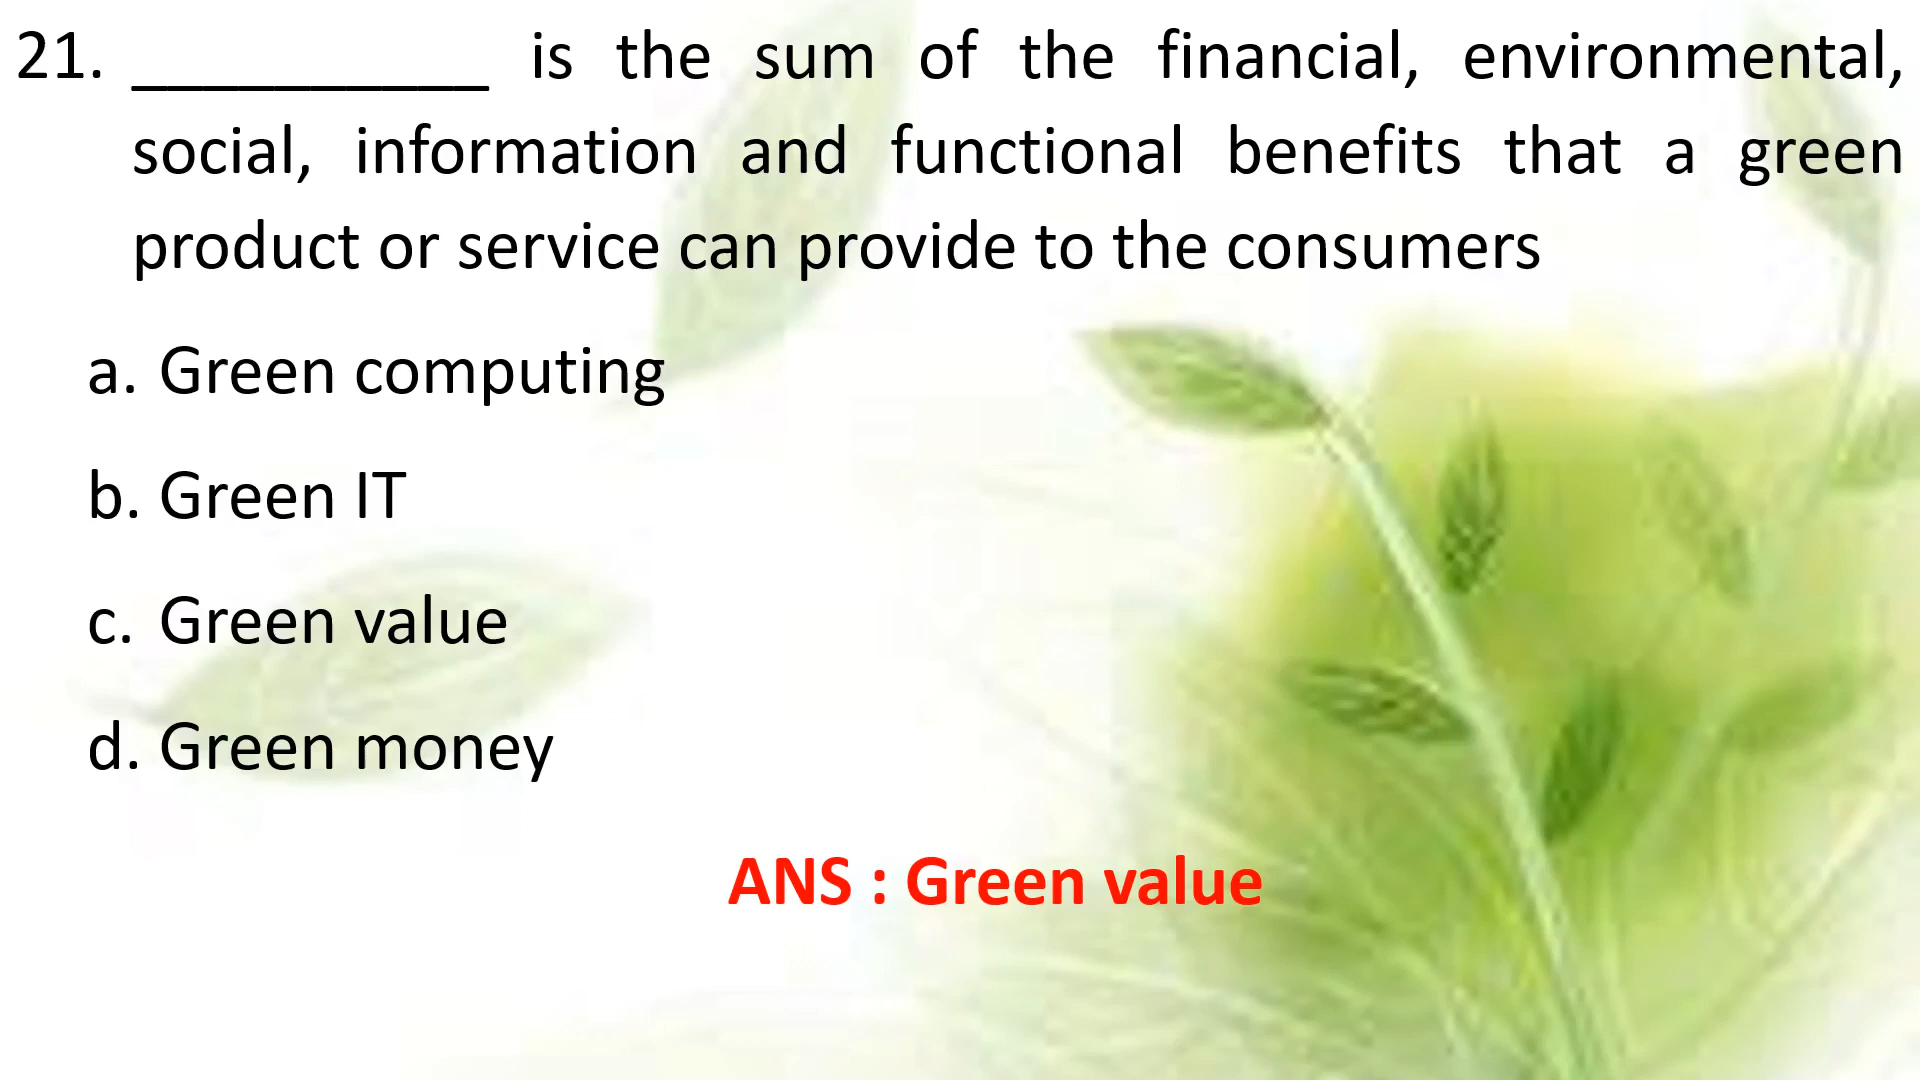 21. ___________ is the sum of the financial, environmental,
social, information and functional benefits that a green
product or service can provide to the consumers
a. Green computing
b. Green IT
c. Green value
d. Green money
ANS : Green value